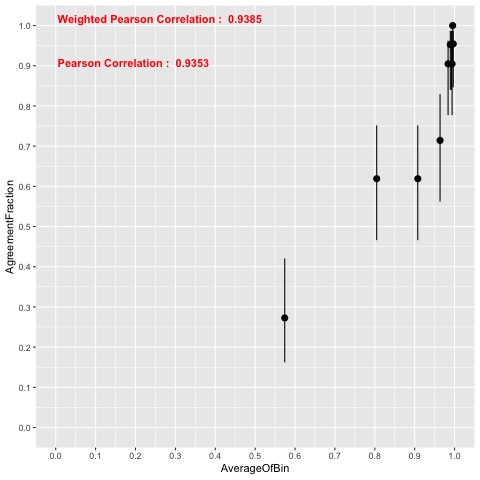 Weighted Pearson Correlation :  0.9385
Pearson Correlation :  0.9353
1.0
0.9
0.8
0.7
0.6
0.5
0.4
0.3
0.2
0.1
0.0
AgreementFraction
0.0 0.1 0.2 0.3 0.4 0.5 0.6 0.7 0.8 0.9 1.0
AverageOfBin